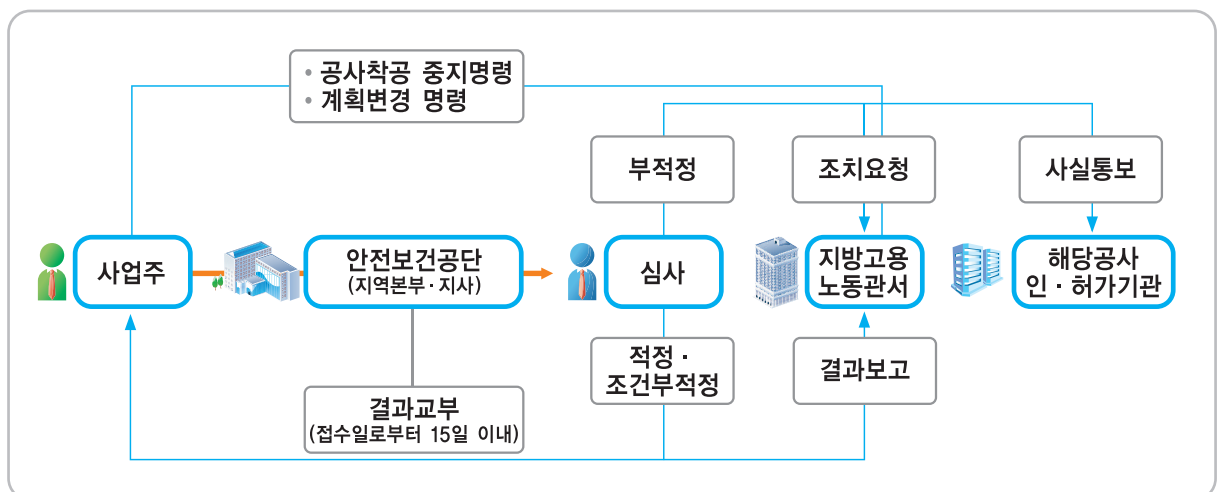 • 공사착공 중지명령
• 계획변경 명령
부적정
조치요청
사실통보
사업주
안전보건공단
(지역본부·지사)
심사
지방고용
노동관서
해당공사
인·허가기관
적정·
조건부적정
결과보고
결과교부
(접수일로부터 15일 이내)